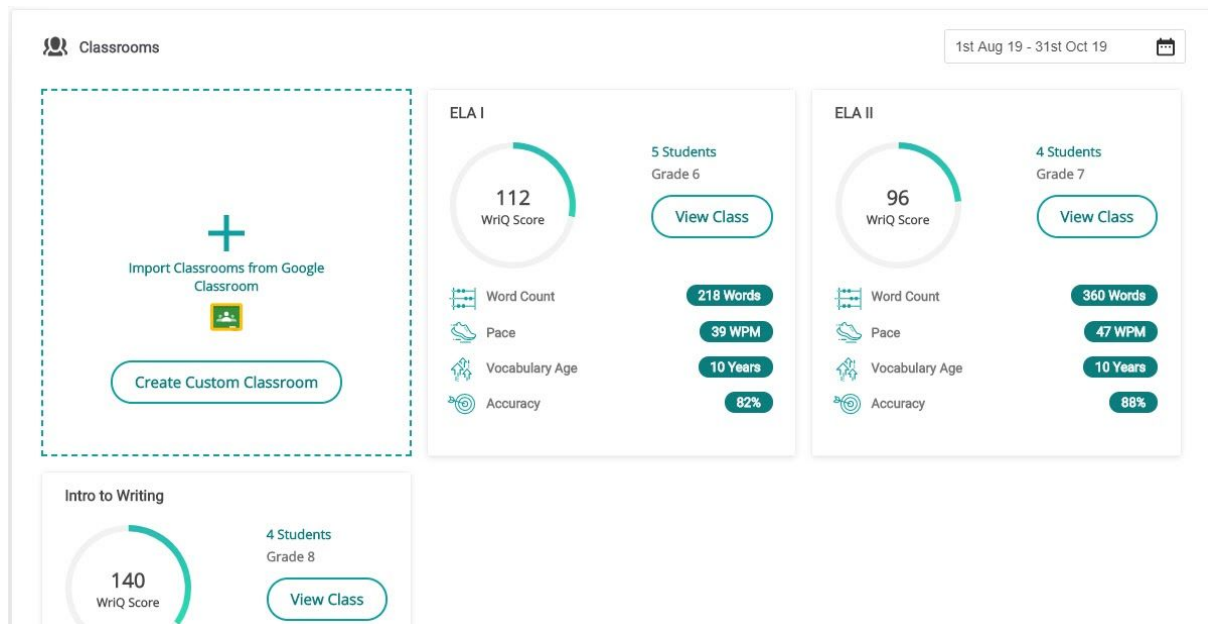 Classrooms
1st Aug 19 - 31st Oct 19
Import Classrooms from Google
Classroom
Create Custom Classroom
ELA I
112
WriQ Score
5 Students
Grade 6
View Class
Word Count
218 Words
Pace
39 WPM
Vocabulary Age
10 Years
Accuracy
82%
ELA II
96
WriQ Score
4 Students
Grade 7
View Class
Word Count
360 Words
Pace
47 WPM
Vocabulary Age
10 Years
Accuracy
88%
Intro to Writing
140
WriQ Score
4 Students
Grade 8
View Class